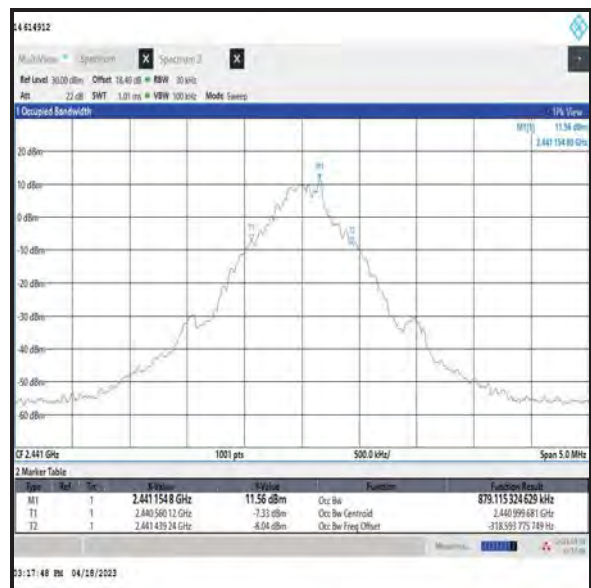 14 614912
MultiView Spectrum X Spectrum 2 X
Ref Level 30.00 dBm Offset 18.40 dB RBW 30 kHz
Att 22 dB SWT 1.01 ms VBW 100 kHz Mode Sweep
1 Occupied Bandwidth 1Pk View
M1[1] 11.56 dBm
2.441 154 80 GHz
M1
20 dBm
10 dBm
0 dBm
T1
T2
-10 dBm
-20 dBm
-30 dBm
-40 dBm
-50 dBm
-60 dBm
CF 2.441 GHz 1001 pts 500.0 kHz/ Span 5.0 MHz
2 Marker Table
Type Ref Trc X-Value Y-Value Function Function Result
M1 1 2.441 154 8 GHz 11.56 dBm Occ Bw 879.115 324 629 kHz
T1 1 2.440 560 12 GHz -7.33 dBm Occ Bw Centroid 2.440 999 681 GHz
T2 1 2.441 439 24 GHz -8.04 dBm Occ Bw Freq Offset -318.593 775 749 Hz
03:17:48 PM 04/18/2023